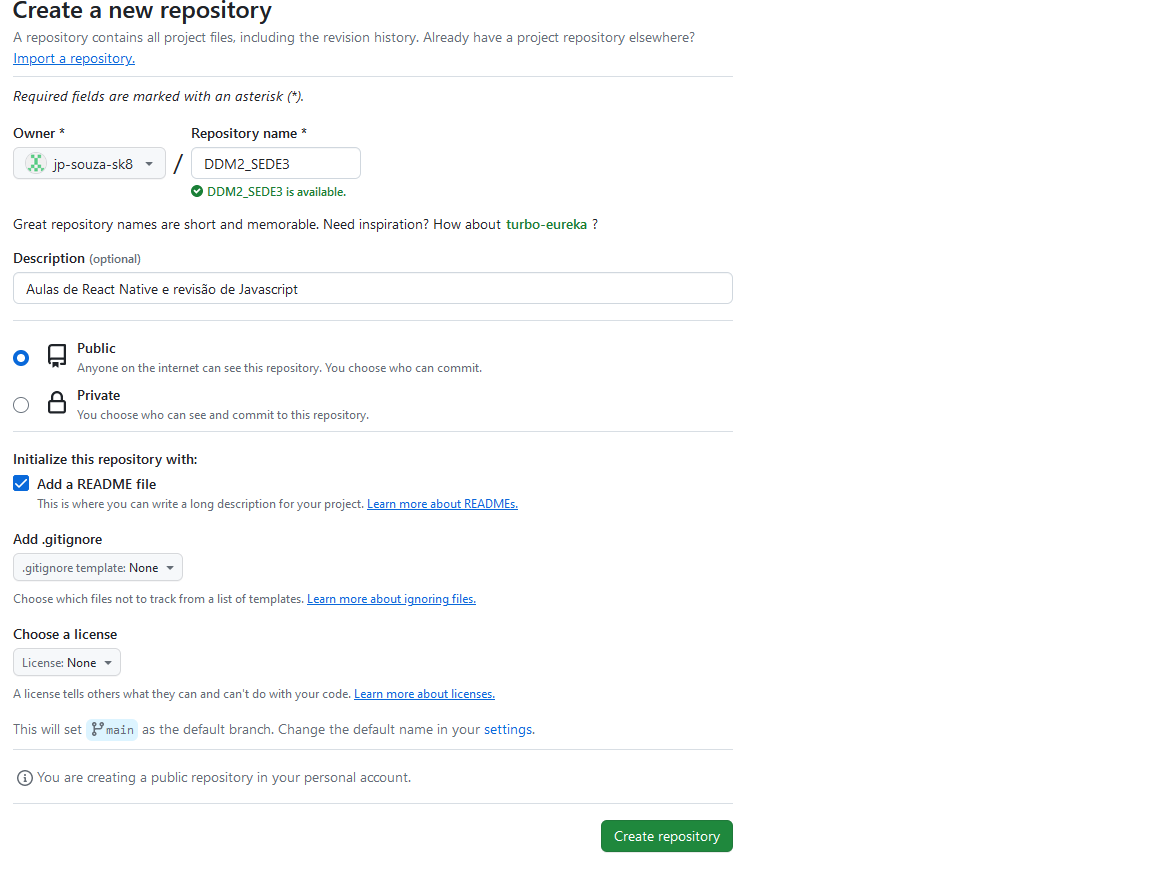 Create a new repository
A repository contains all project files, including the revision history. Already have a project repository elsewhere?
Import a repository.
Required fields are marked with an asterisk (*).
Owner *
Repository name *
jp-souza-sk8
/
DDM2_SEDE3
DDM2_SEDE3 is available.
Great repository names are short and memorable. Need inspiration? How about turbo-eureka ?
Description (optional)
Aulas de React Native e revisão de Javascript
Public
Anyone on the internet can see this repository. You choose who can commit.
Private
You choose who can see and commit to this repository.
Initialize this repository with:
Add a README file
This is where you can write a long description for your project. Learn more about READMEs.
Add .gitignore
.gitignore template: None
Choose which files not to track from a list of templates. Learn more about ignoring files.
Choose a license
License: None
A license tells others what they can and can't do with your code. Learn more about licenses.
This will set main as the default branch. Change the default name in your settings.
You are creating a public repository in your personal account.
Create repository